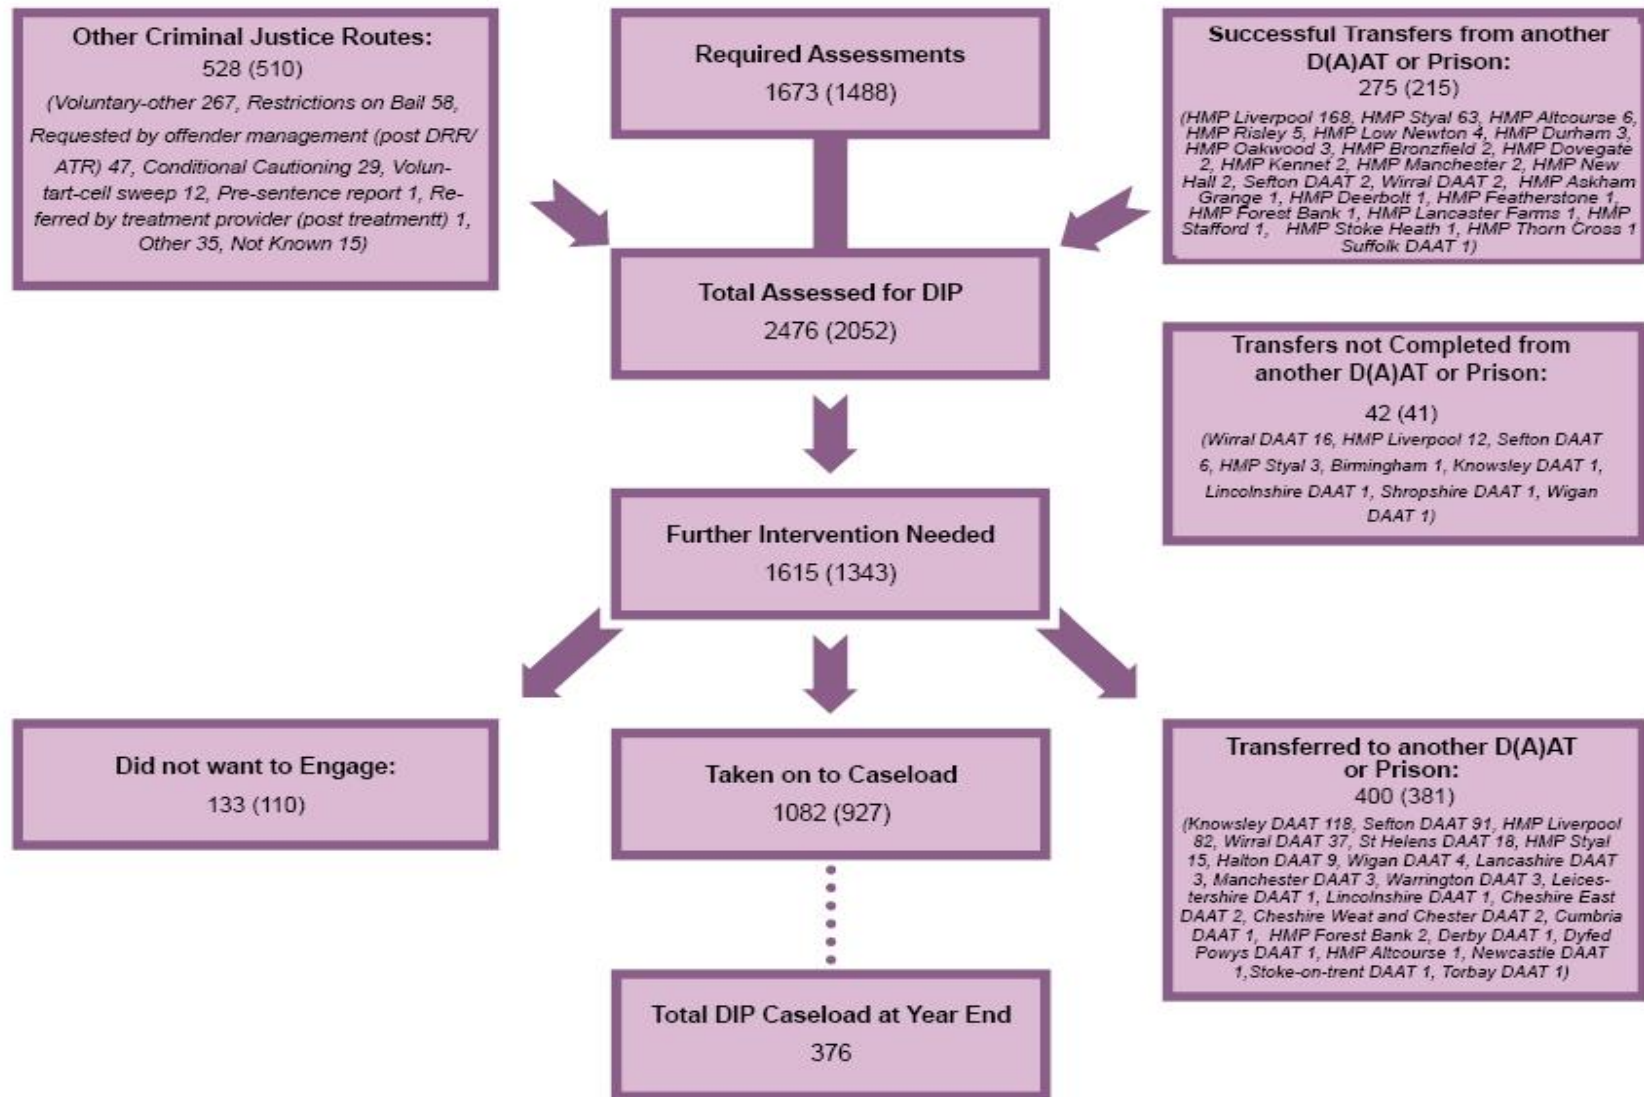 Other Criminal Justice Routes:
528 (510)
(Voluntary-other 267, Restrictions on Bail 58,
Requested by offender management (post DRR/
ATR) 47, Conditional Cautioning 29, Volun-
tart-cell sweep 12, Pre-sentence report 1, Re-
ferred by treatment provider (post treatmentt) 1,
Other 35, Not Known 15)
Required Assessments
1673 (1488)
Successful Transfers from another
D(A)AT or Prison:
275 (215)
(HMP Liverpool 168, HMP Styal 63, HMP Altcourse 6,
HMP Risley 5, HMP Low Newton 4, HMP Durham 3,
HMP Oakwood 3, HMP Bronzfield 2, HMP Dovegate
2, HMP Kennet 2, HMP Manchester 2, HMP New
Hall 2, Sefton DAAT 2, Wirral DAAT 2, HMP Askham
Grange 1, HMP Deerbolt 1, HMP Featherstone 1,
HMP Forest Bank 1, HMP Lancaster Farms 1, HMP
Stafford 1, HMP Stoke Heath 1, HMP Thorn Cross 1
Suffolk DAAT 1)
Total Assessed for DIP
2476 (2052)
Transfers not Completed from
another D(A)AT or Prison:
42 (41)
(Wirral DAAT 16, HMP Liverpool 12, Sefton DAAT
6, HMP Styal 3, Birmingham 1, Knowsley DAAT 1,
Lincolnshire DAAT 1, Shropshire DAAT 1, Wigan
DAAT 1)
Further Intervention Needed
1615 (1343)
Did not want to Engage:
133 (110)
Taken on to Caseload
1082 (927)
Transferred to another D(A)AT
or Prison:
400 (381)
(Knowsley DAAT 118, Sefton DAAT 91, HMP Liverpool
82, Wirral DAAT 37, St Helens DAAT 18, HMP Styal
15, Halton DAAT 9, Wigan DAAT 4, Lancashire DAAT
3, Manchester DAAT 3, Warrington DAAT 3, Leices-
tershire DAAT 1, Lincolnshire DAAT 1, Cheshire East
DAAT 2, Cheshire Weat and Chester DAAT 2, Cumbria
DAAT 1, HMP Forest Bank 2, Derby DAAT 1, Dyfed
Powys DAAT 1, HMP Altcourse 1, Newcastle DAAT
1,Stoke-on-trent DAAT 1, Torbay DAAT 1)
Total DIP Caseload at Year End
376